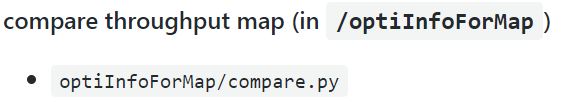 compare throughput map (in /optiInfoForMap)
• optiInfoForMap/compare.py